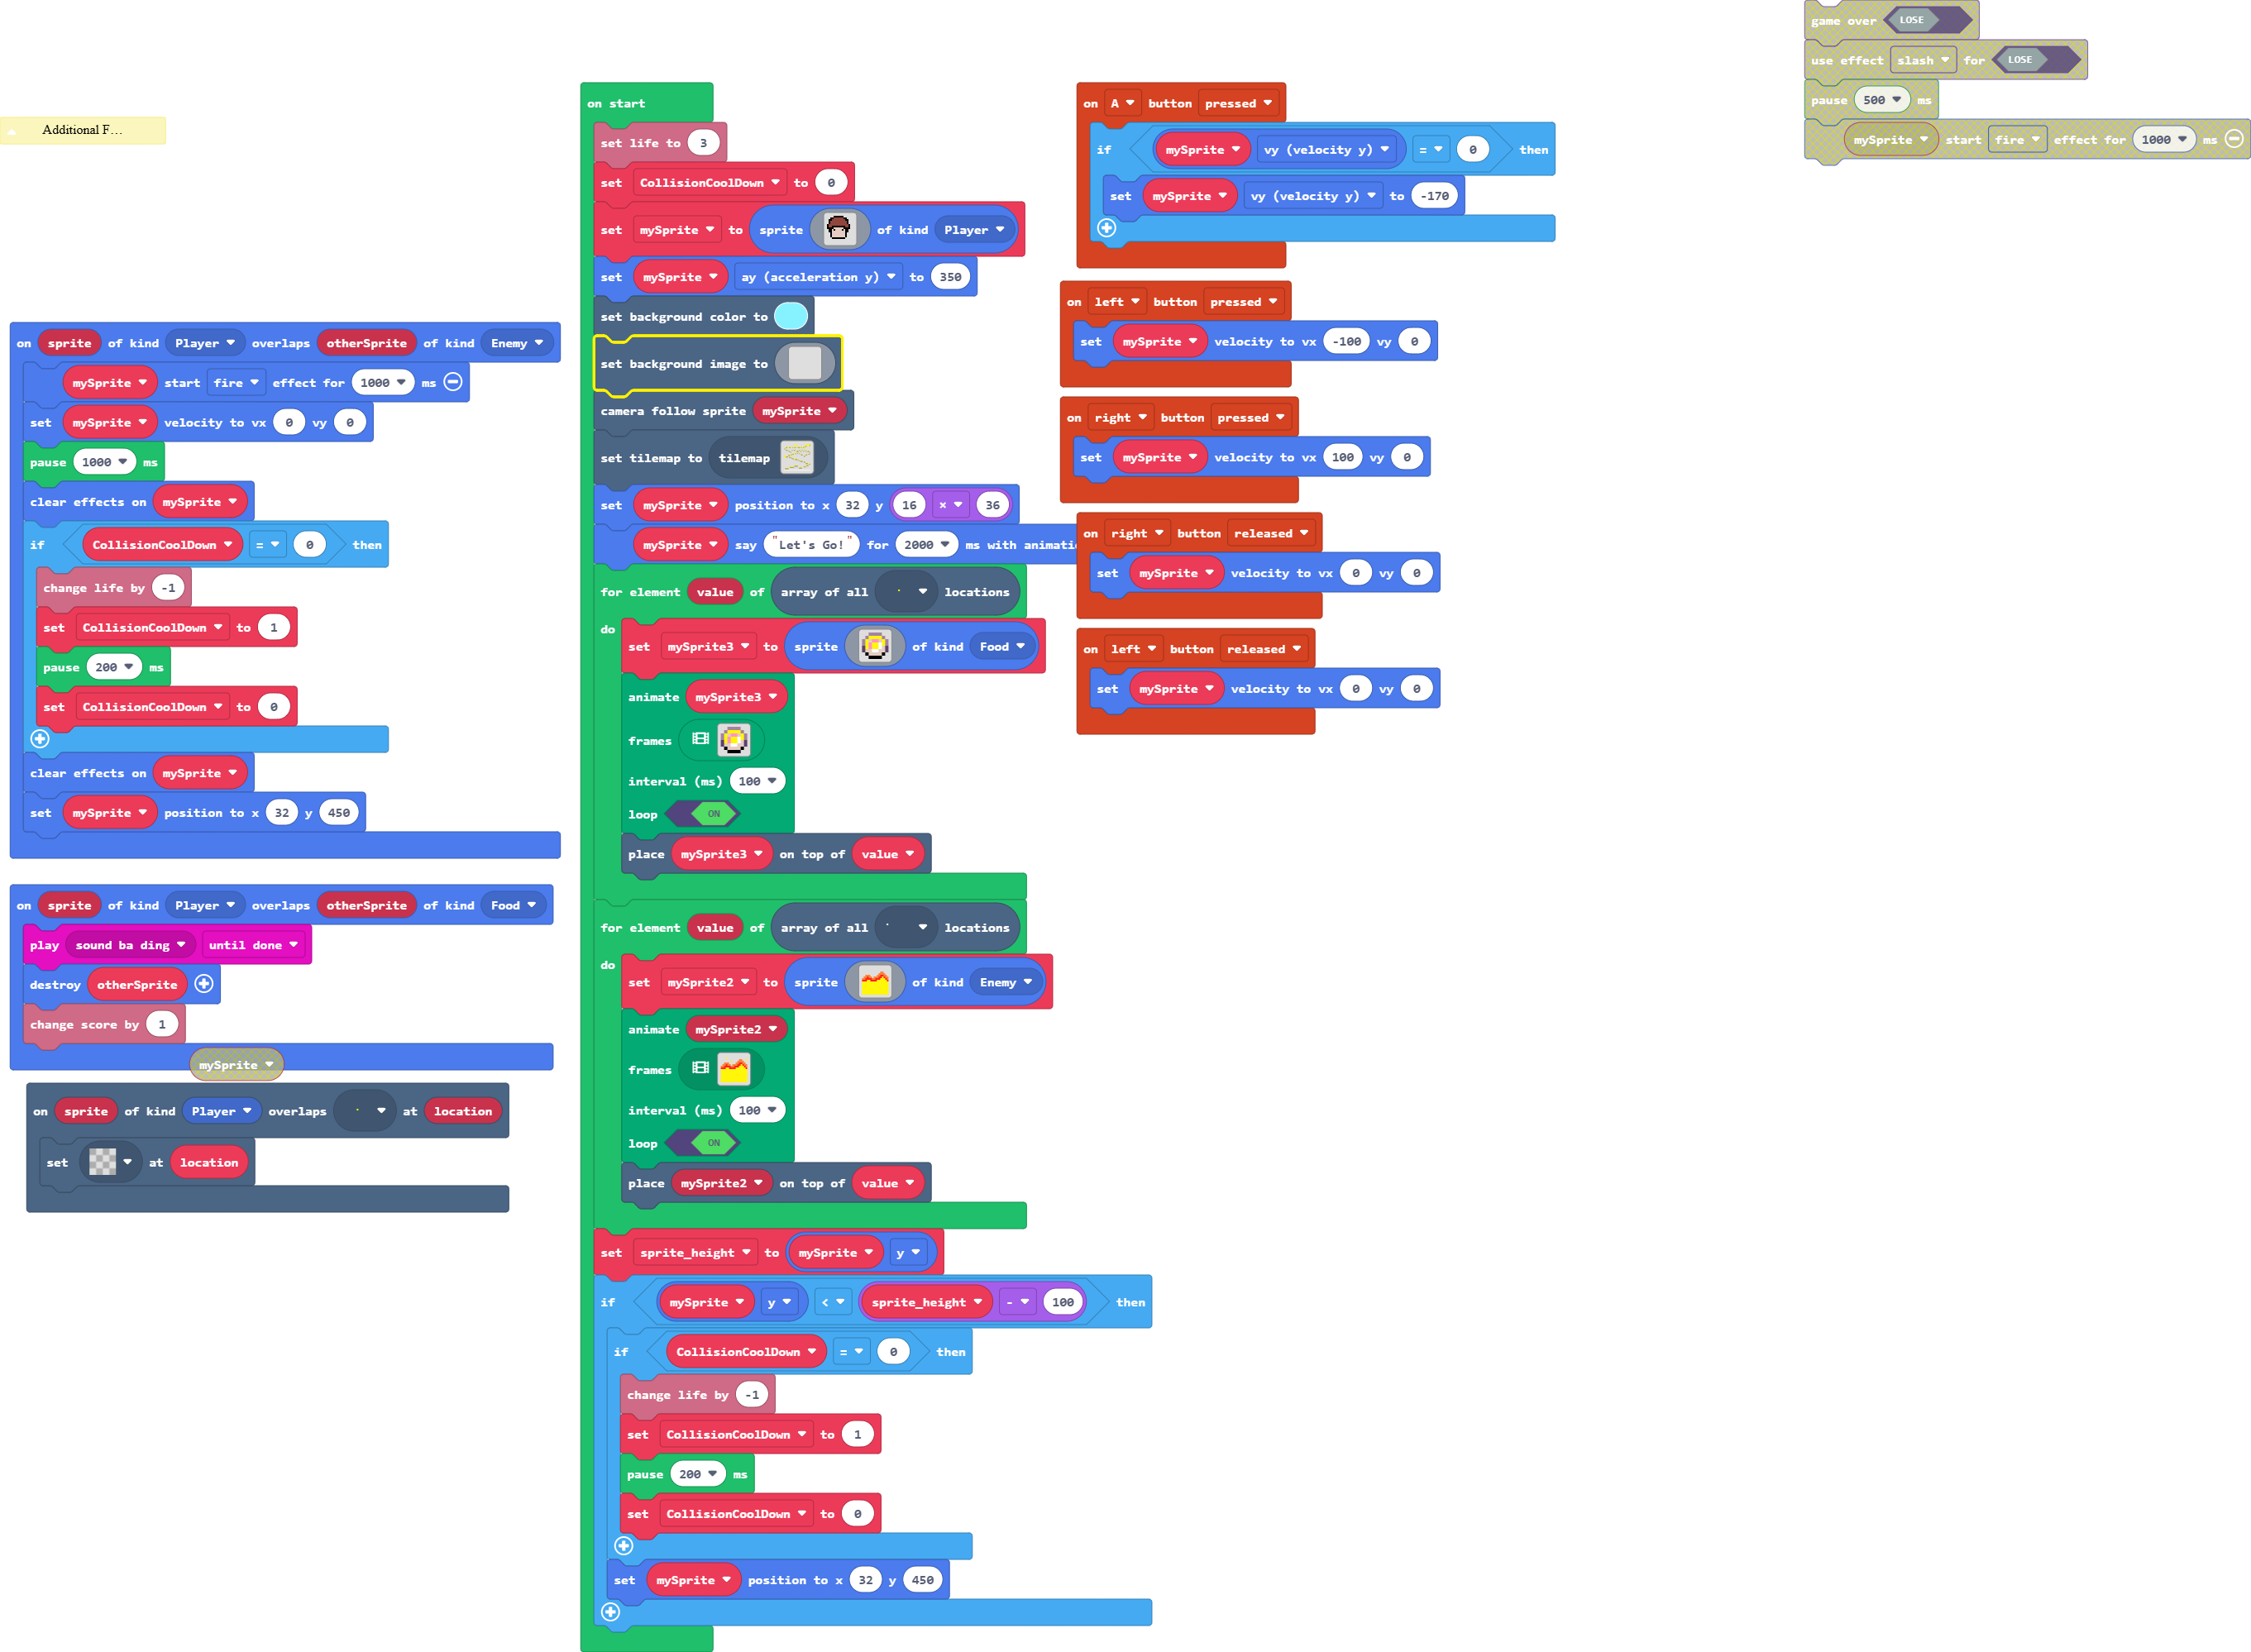 Additional F...
on sprite of kind Player overlaps otherSprite of kind Enemy
mySprite start fire effect for 1000 ms
set mySprite velocity to vx 0 vy 0
pause 1000 ms
clear effects on mySprite
if CollisionCoolDown = 0 then
change life by -1
set CollisionCoolDown to 1
pause 200 ms
set CollisionCoolDown to 0
clear effects on mySprite
set mySprite position to x 32 y 450
on sprite of kind Player overlaps otherSprite of kind Food
play sound ba ding until done
destroy otherSprite
change score by 1
mySprite
on sprite of kind Player overlaps at location
set at location
on start
set life to 3
set CollisionCoolDown to 0
set mySprite to sprite of kind Player
set mySprite ay (acceleration y) to 350
set background color to
set background image to
camera follow sprite mySprite
set tilemap to tilemap
set mySprite position to x 32 y 16 × 36
mySprite say "Let's Go!" for 2000 ms with animati
for element value of array of all locations
do set mySprite3 to sprite of kind Food
animate mySprite3
frames
interval (ms) 100
loop ON
place mySprite3 on top of value
for element value of array of all locations
do set mySprite2 to sprite of kind Enemy
animate mySprite2
frames
interval (ms) 100
loop ON
place mySprite2 on top of value
set sprite_height to mySprite y
if mySprite y < sprite_height - 100 then
if CollisionCoolDown = 0 then
change life by -1
set CollisionCoolDown to 1
pause 200 ms
set CollisionCoolDown to 0
set mySprite position to x 32 y 450
on A button pressed
if mySprite vy (velocity y) = 0 then
set mySprite vy (velocity y) to -170
on left button pressed
set mySprite velocity to vx -100 vy 0
on right button pressed
set mySprite velocity to vx 100 vy 0
on right button released
set mySprite velocity to vx 0 vy 0
on left button released
set mySprite velocity to vx 0 vy 0
game over LOSE
use effect slash for LOSE
pause 500 ms
mySprite start fire effect for 1000 ms